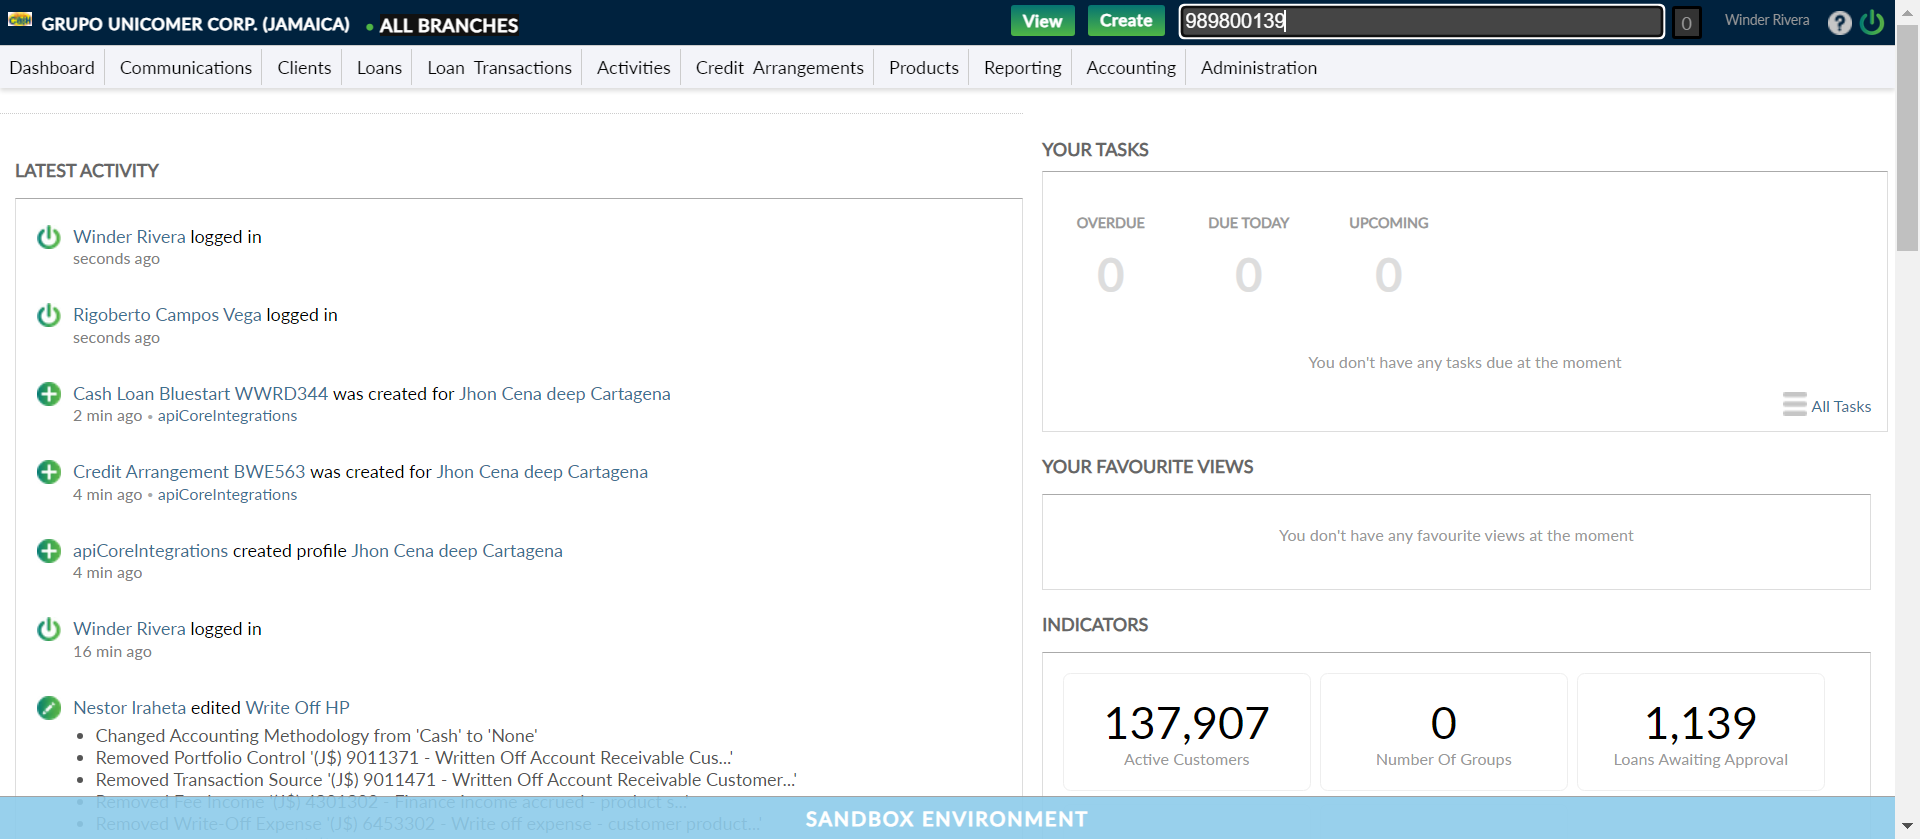 GRUPO UNICOMER CORP. (JAMAICA) • ALL BRANCHES
View
Create
989800139
0
Winder Rivera
?
Dashboard
Communications
Clients
Loans
Loan Transactions
Activities
Credit Arrangements
Products
Reporting
Accounting
Administration
LATEST ACTIVITY
Winder Rivera logged in
seconds ago
Rigoberto Campos Vega logged in
seconds ago
Cash Loan Bluestart WWRD344 was created for Jhon Cena deep Cartagena
2 min ago • apiCoreIntegrations
Credit Arrangement BWE563 was created for Jhon Cena deep Cartagena
4 min ago • apiCoreIntegrations
apiCoreIntegrations created profile Jhon Cena deep Cartagena
4 min ago
Winder Rivera logged in
16 min ago
Nestor Iraheta edited Write Off HP
• Changed Accounting Methodology from 'Cash' to 'None'
• Removed Portfolio Control '(J$) 9011371 - Written Off Account Receivable Cus...'
• Removed Transaction Source '(J$) 9011471 - Written Off Account Receivable Customer...'
• Removed Fee Income '(J$) 4301302 - Finance income accrued - product s...'
• Removed Write-Off Expense '(J$) 6453302 - Write off expense - customer product...'
YOUR TASKS
OVERDUE
0
DUE TODAY
0
UPCOMING
0
You don't have any tasks due at the moment
All Tasks
YOUR FAVOURITE VIEWS
You don't have any favourite views at the moment
INDICATORS
137,907
Active Customers
0
Number Of Groups
1,139
Loans Awaiting Approval
SANDBOX ENVIRONMENT